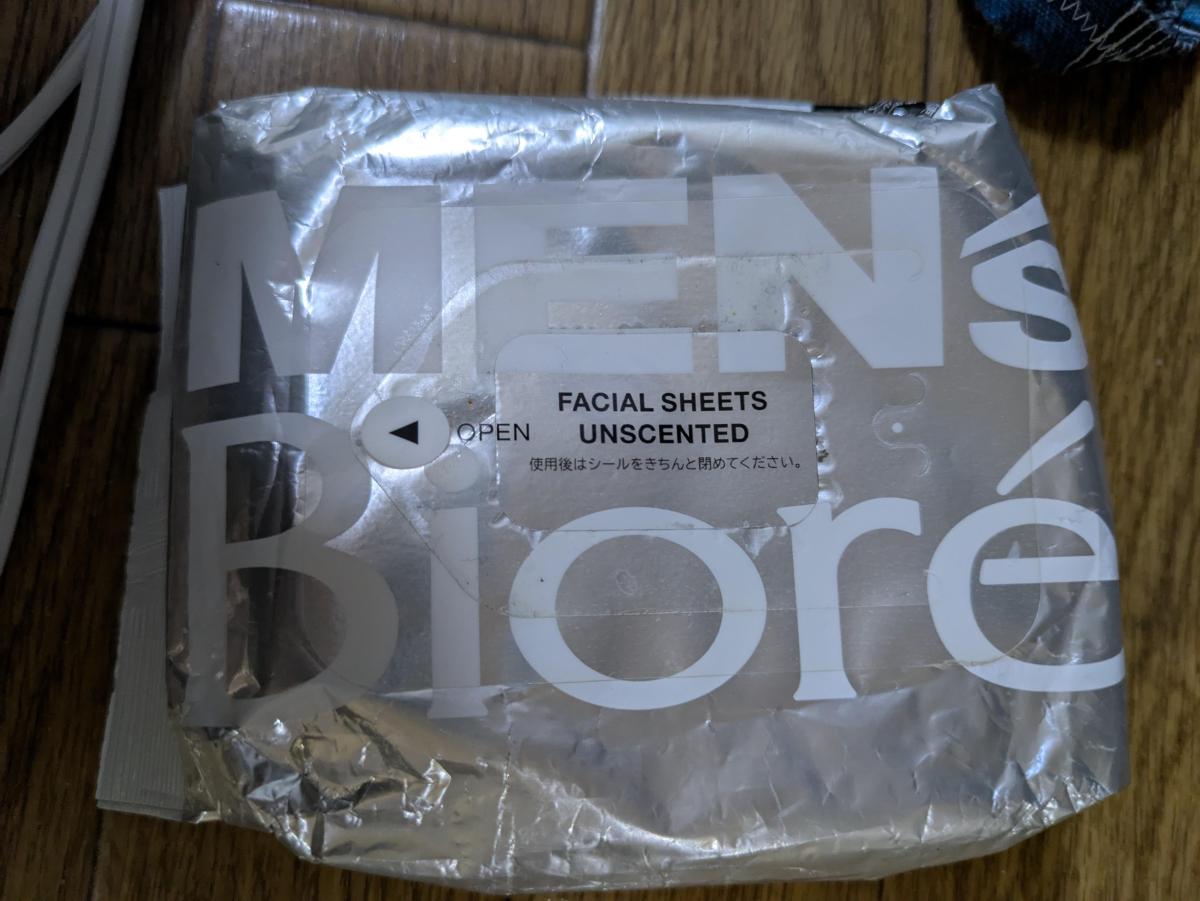 MEN's
Bioré
◀ OPEN
FACIAL SHEETS
UNSCENTED
使用後はシールをきちんと閉めてください。